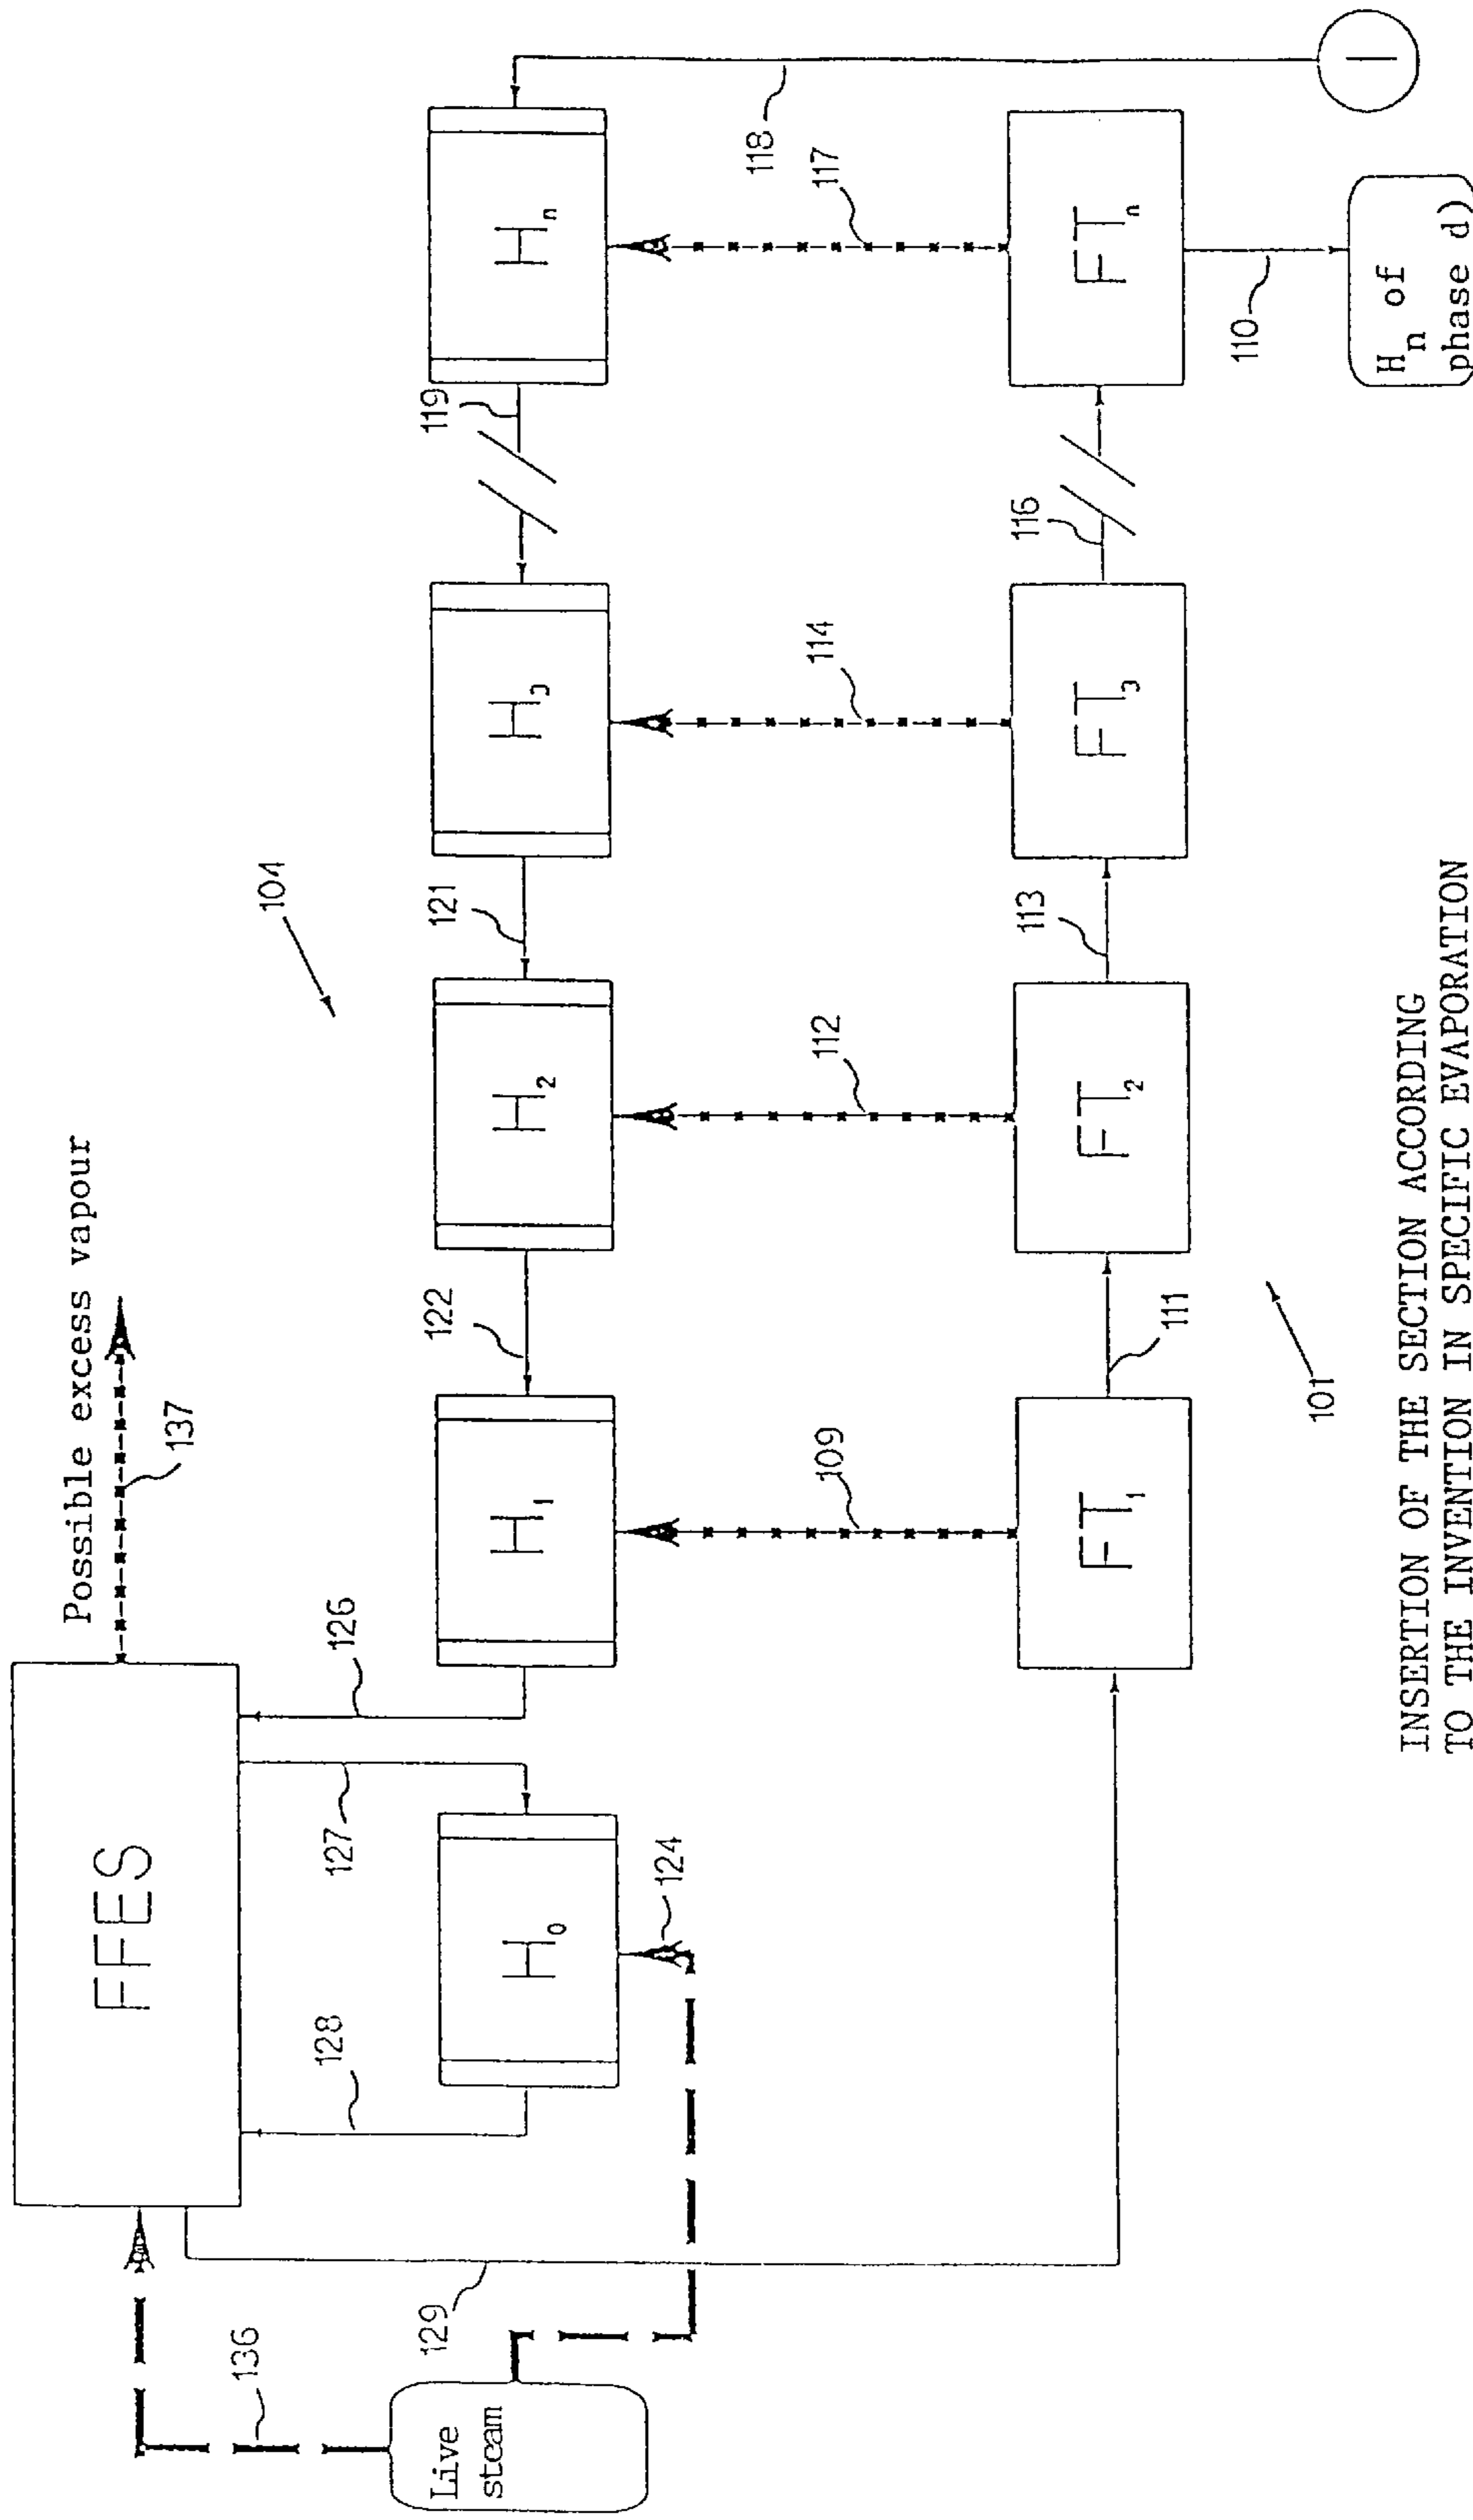 Possible excess vapour
137
FFES
136
Live
steam
129
128
127
126
124
H0
H1
H2
H3
Hn
122
121
119
104
118
109
112
114
117
FT1
FT2
FT3
FTn
111
113
116
110
101
Hn of
phase d)
I
INSERTION OF THE SECTION ACCORDING
TO THE INVENTION IN SPECIFIC EVAPORATION